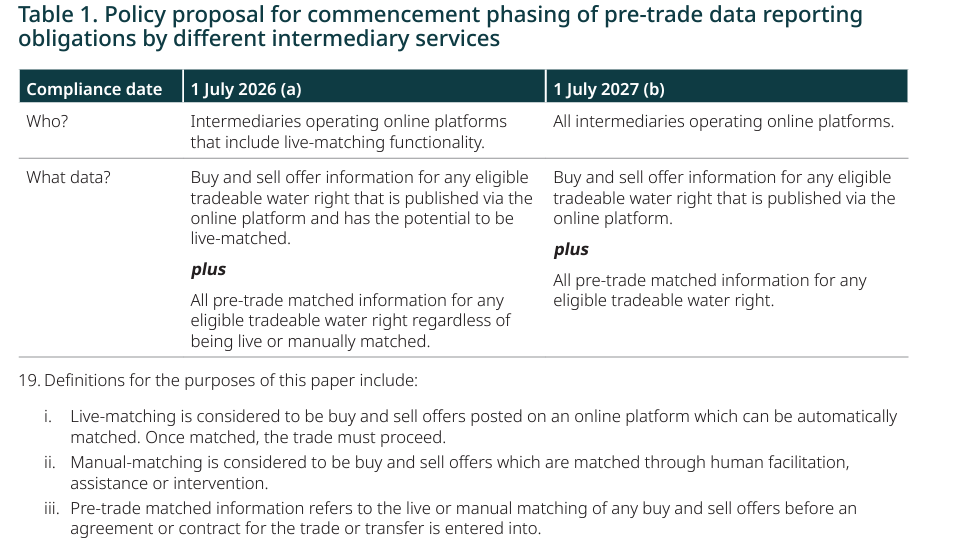 Table 1. Policy proposal for commencement phasing of pre-trade data reporting
obligations by different intermediary services
Compliance date
1 July 2026 (a)
1 July 2027 (b)
Who?
Intermediaries operating online platforms
that include live-matching functionality.
All intermediaries operating online platforms.
What data?
Buy and sell offer information for any eligible
tradeable water right that is published via the
online platform and has the potential to be
live-matched.
plus
All pre-trade matched information for any
eligible tradeable water right regardless of
being live or manually matched.
Buy and sell offer information for any eligible
tradeable water right that is published via the
online platform.
plus
All pre-trade matched information for any
eligible tradeable water right.
19. Definitions for the purposes of this paper include:
i. Live-matching is considered to be buy and sell offers posted on an online platform which can be automatically
matched. Once matched, the trade must proceed.
ii. Manual-matching is considered to be buy and sell offers which are matched through human facilitation,
assistance or intervention.
iii. Pre-trade matched information refers to the live or manual matching of any buy and sell offers before an
agreement or contract for the trade or transfer is entered into.